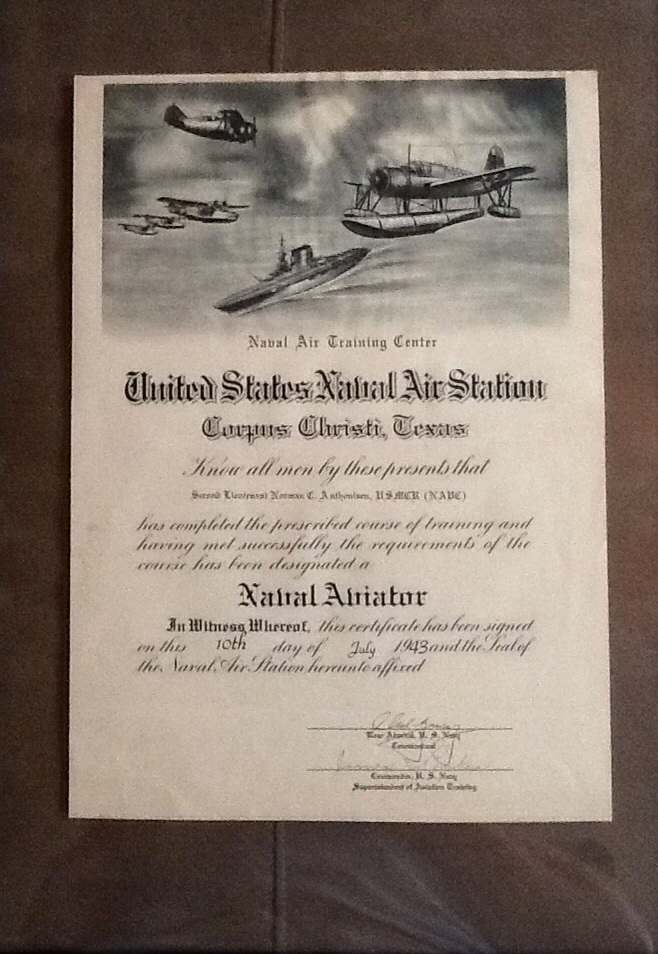 Naval Air Training Center
United States Naval Air Station
Corpus Christi, Texas
Know all men by these presents that
Second Lieutenant Norman C. Anthonisen, USMCR (NAVC)
has completed the prescribed course of training and
having met successfully the requirements of the
course has been designated a
Naval Aviator
In Witness Whereof, this certificate has been signed
on this 10th day of July 1943 and the Seal of
the Naval Air Station hereunto affixed
Rear Admiral, U. S. Navy
Commandant
Commander, U. S. Navy
Superintendent of Aviation Training